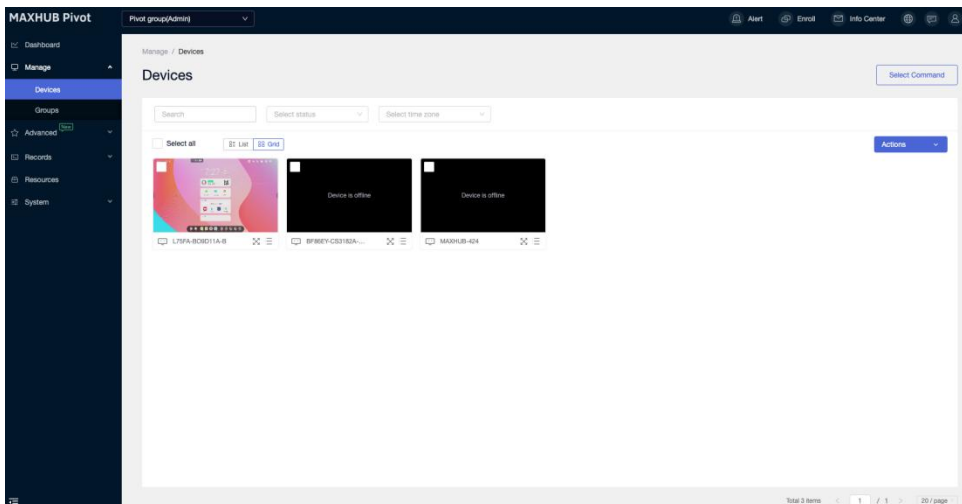 MAXHUB Pivot
Pivot group(Admin)
Alert
Enroll
Info Center
Dashboard
Manage
Devices
Groups
Advanced
New
Records
Resources
System
Manage / Devices
Devices
Select Command
Search
Select status
Select time zone
Select all
List
Grid
Actions
Device is offline
Device is offline
BF86EY-CS3182A-...
MAXHUB-424
Total 3 items
1 / 1
20 / page